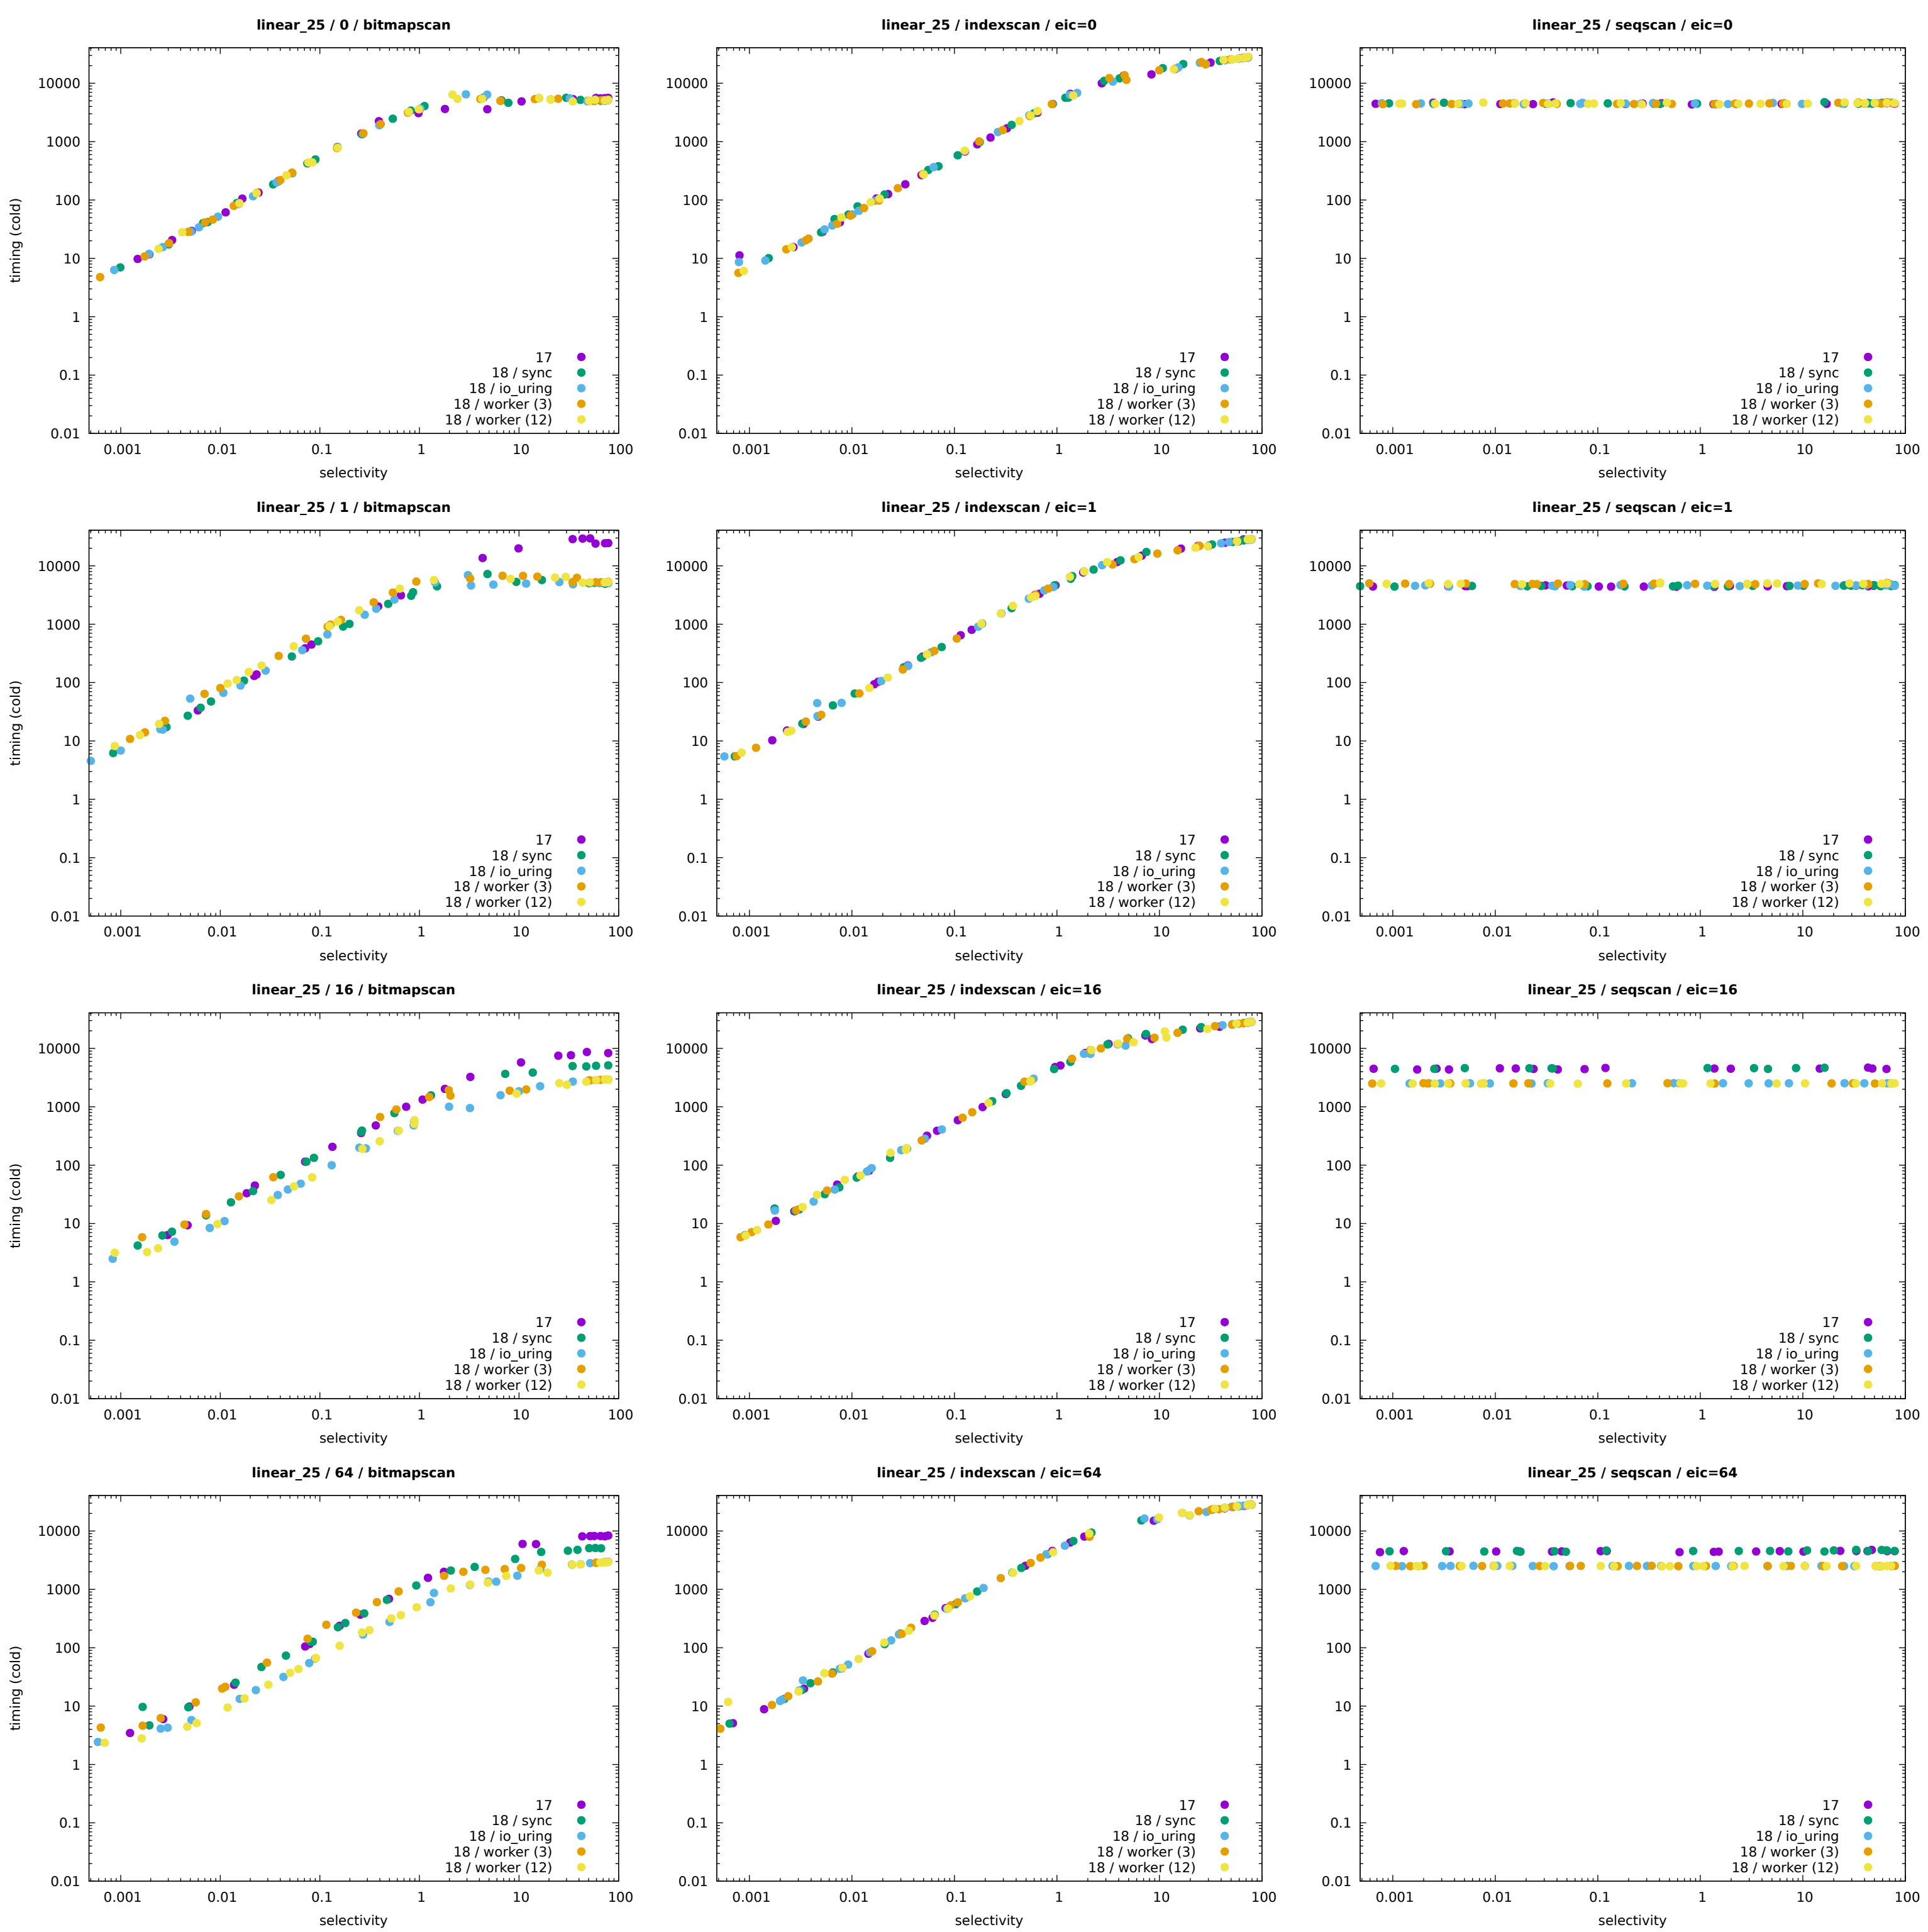 linear_25 / 0 / bitmapscan
timing (cold)
10000
1000
100
10
1
0.1
0.01
17
18 / sync
18 / io_uring
18 / worker (3)
18 / worker (12)
0.001 0.01 0.1 1 10 100
selectivity
linear_25 / indexscan / eic=0
10000
1000
100
10
1
0.1
0.01
17
18 / sync
18 / io_uring
18 / worker (3)
18 / worker (12)
0.001 0.01 0.1 1 10 100
selectivity
linear_25 / seqscan / eic=0
10000
1000
100
10
1
0.1
0.01
17
18 / sync
18 / io_uring
18 / worker (3)
18 / worker (12)
0.001 0.01 0.1 1 10 100
selectivity
linear_25 / 1 / bitmapscan
timing (cold)
10000
1000
100
10
1
0.1
0.01
17
18 / sync
18 / io_uring
18 / worker (3)
18 / worker (12)
0.001 0.01 0.1 1 10 100
selectivity
linear_25 / indexscan / eic=1
10000
1000
100
10
1
0.1
0.01
17
18 / sync
18 / io_uring
18 / worker (3)
18 / worker (12)
0.001 0.01 0.1 1 10 100
selectivity
linear_25 / seqscan / eic=1
10000
1000
100
10
1
0.1
0.01
17
18 / sync
18 / io_uring
18 / worker (3)
18 / worker (12)
0.001 0.01 0.1 1 10 100
selectivity
linear_25 / 16 / bitmapscan
timing (cold)
10000
1000
100
10
1
0.1
0.01
17
18 / sync
18 / io_uring
18 / worker (3)
18 / worker (12)
0.001 0.01 0.1 1 10 100
selectivity
linear_25 / indexscan / eic=16
10000
1000
100
10
1
0.1
0.01
17
18 / sync
18 / io_uring
18 / worker (3)
18 / worker (12)
0.001 0.01 0.1 1 10 100
selectivity
linear_25 / seqscan / eic=16
10000
1000
100
10
1
0.1
0.01
17
18 / sync
18 / io_uring
18 / worker (3)
18 / worker (12)
0.001 0.01 0.1 1 10 100
selectivity
linear_25 / 64 / bitmapscan
timing (cold)
10000
1000
100
10
1
0.1
0.01
17
18 / sync
18 / io_uring
18 / worker (3)
18 / worker (12)
0.001 0.01 0.1 1 10 100
selectivity
linear_25 / indexscan / eic=64
10000
1000
100
10
1
0.1
0.01
17
18 / sync
18 / io_uring
18 / worker (3)
18 / worker (12)
0.001 0.01 0.1 1 10 100
selectivity
linear_25 / seqscan / eic=64
10000
1000
100
10
1
0.1
0.01
17
18 / sync
18 / io_uring
18 / worker (3)
18 / worker (12)
0.001 0.01 0.1 1 10 100
selectivity